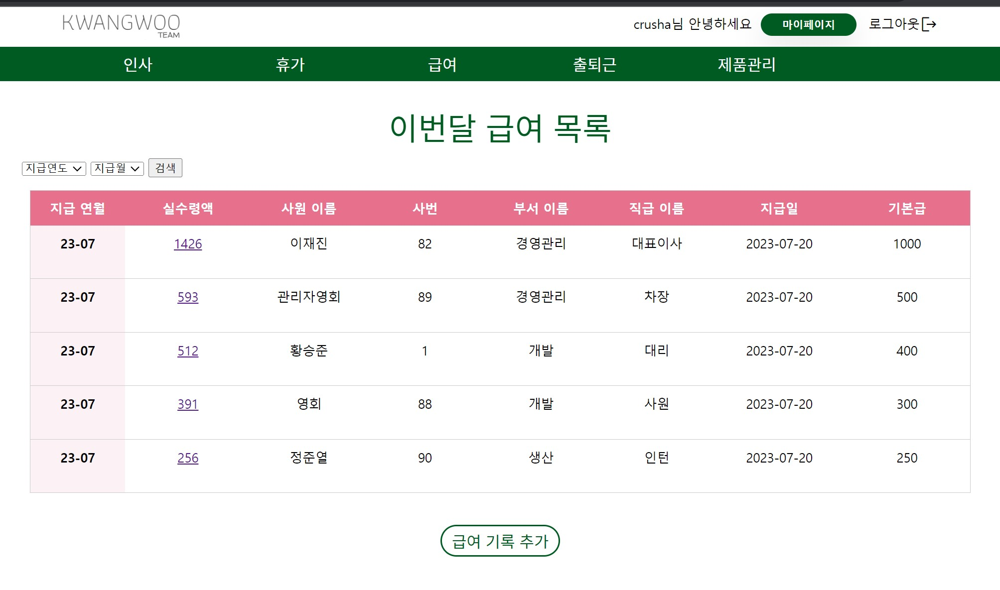 KWANGWOO
TEAM
crusha님 안녕하세요 마이페이지 로그아웃
인사 휴가 급여 출퇴근 제품관리
이번달 급여 목록
지급연도 지급월 검색
지급 연월 실수령액 사원 이름 사번 부서 이름 직급 이름 지급일 기본급
23-07 1426 이재진 82 경영관리 대표이사 2023-07-20 1000
23-07 593 관리자영회 89 경영관리 차장 2023-07-20 500
23-07 512 황승준 1 개발 대리 2023-07-20 400
23-07 391 영회 88 개발 사원 2023-07-20 300
23-07 256 정준열 90 생산 인턴 2023-07-20 250
급여 기록 추가